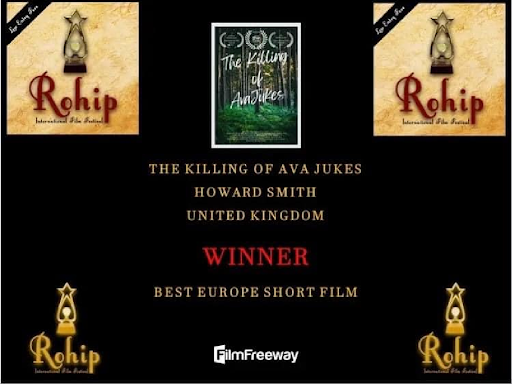 Rohip
International Film Festival
The Killing
of
Ava Jukes
Rohip
International Film Festival
THE KILLING OF AVA JUKES
HOWARD SMITH
UNITED KINGDOM
WINNER
BEST EUROPE SHORT FILM
Rohip
International Film Festival
FilmFreeway
Rohip
International Film Festival